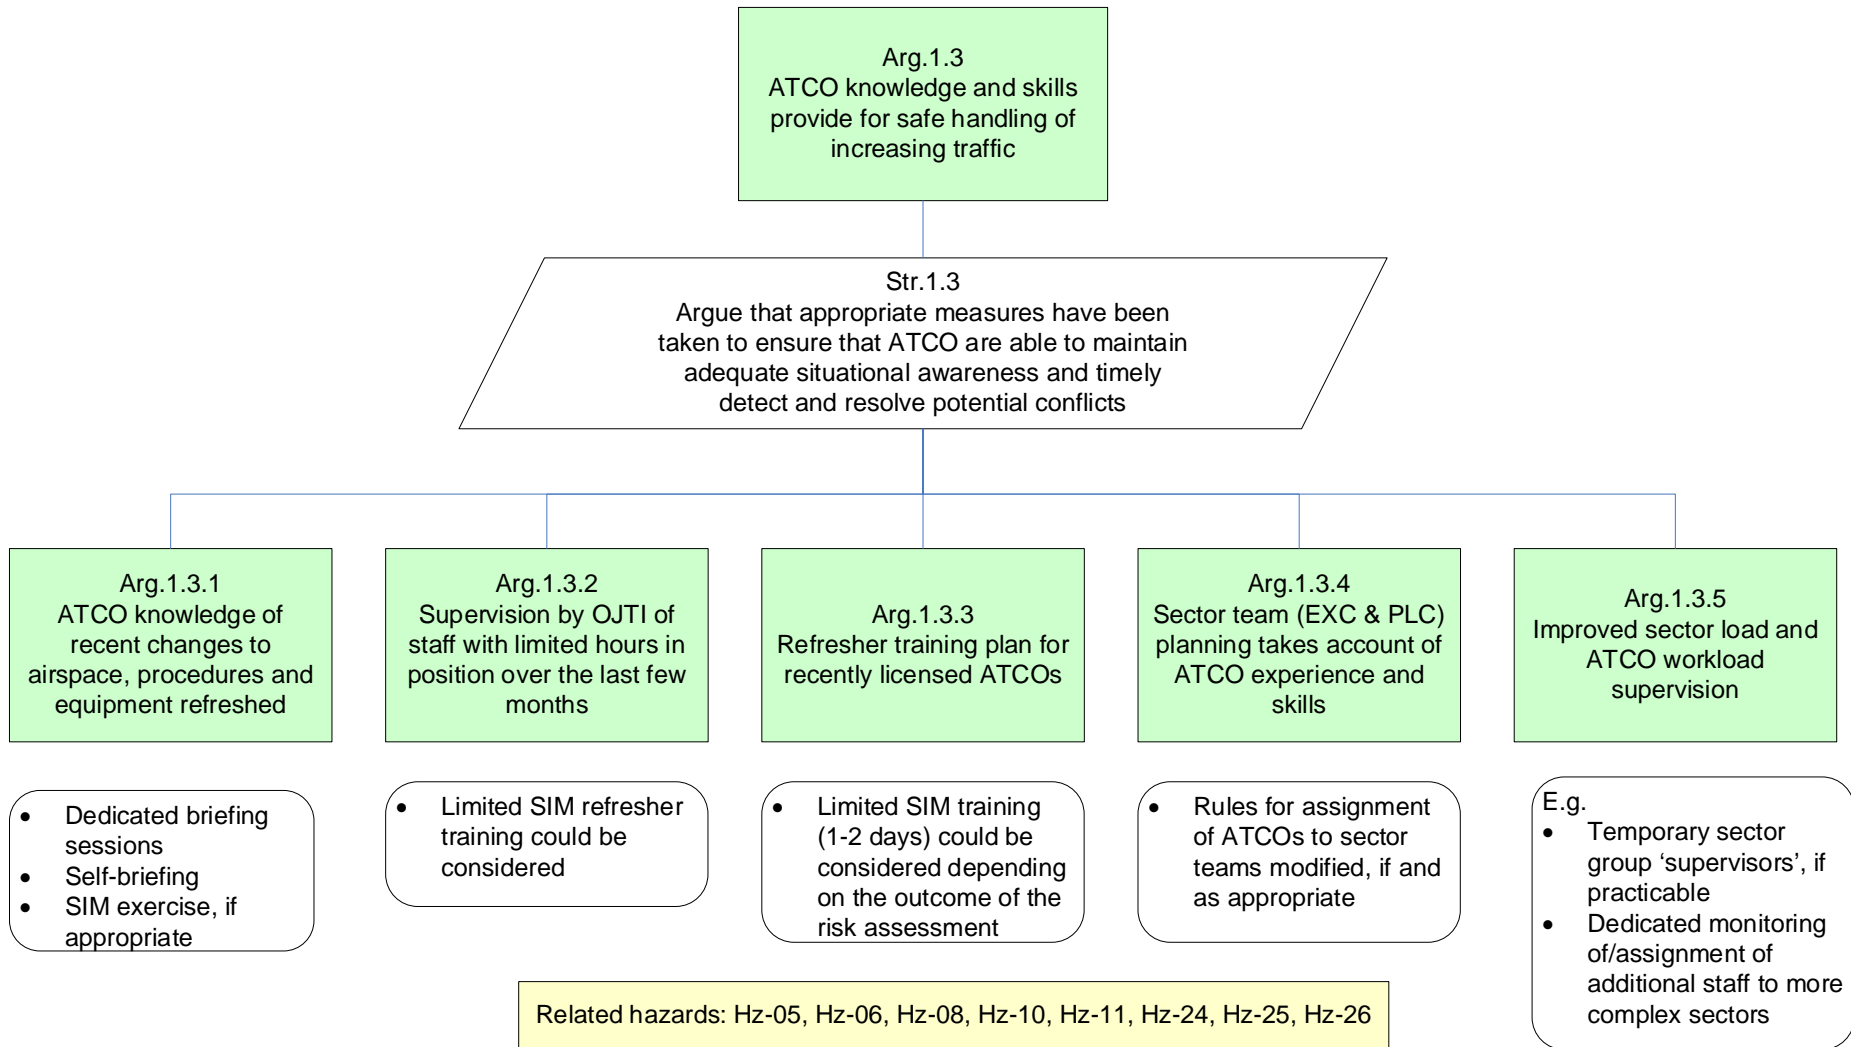 Arg.1.3
ATCO knowledge and skills
provide for safe handling of
increasing traffic
Str.1.3
Argue that appropriate measures have been
taken to ensure that ATCO are able to maintain
adequate situational awareness and timely
detect and resolve potential conflicts
Arg.1.3.1
ATCO knowledge of
recent changes to
airspace, procedures and
equipment refreshed
Arg.1.3.2
Supervision by OJTI of
staff with limited hours in
position over the last few
months
Arg.1.3.3
Refresher training plan for
recently licensed ATCOs
Arg.1.3.4
Sector team (EXC & PLC)
planning takes account of
ATCO experience and
skills
Arg.1.3.5
Improved sector load and
ATCO workload
supervision
• Dedicated briefing
sessions
• Self-briefing
• SIM exercise, if
appropriate
• Limited SIM refresher
training could be
considered
• Limited SIM training
(1-2 days) could be
considered depending
on the outcome of the
risk assessment
• Rules for assignment
of ATCOs to sector
teams modified, if and
as appropriate
E.g.
• Temporary sector
group ‘supervisors’, if
practicable
• Dedicated monitoring
of/assignment of
additional staff to more
complex sectors
Related hazards: Hz-05, Hz-06, Hz-08, Hz-10, Hz-11, Hz-24, Hz-25, Hz-26